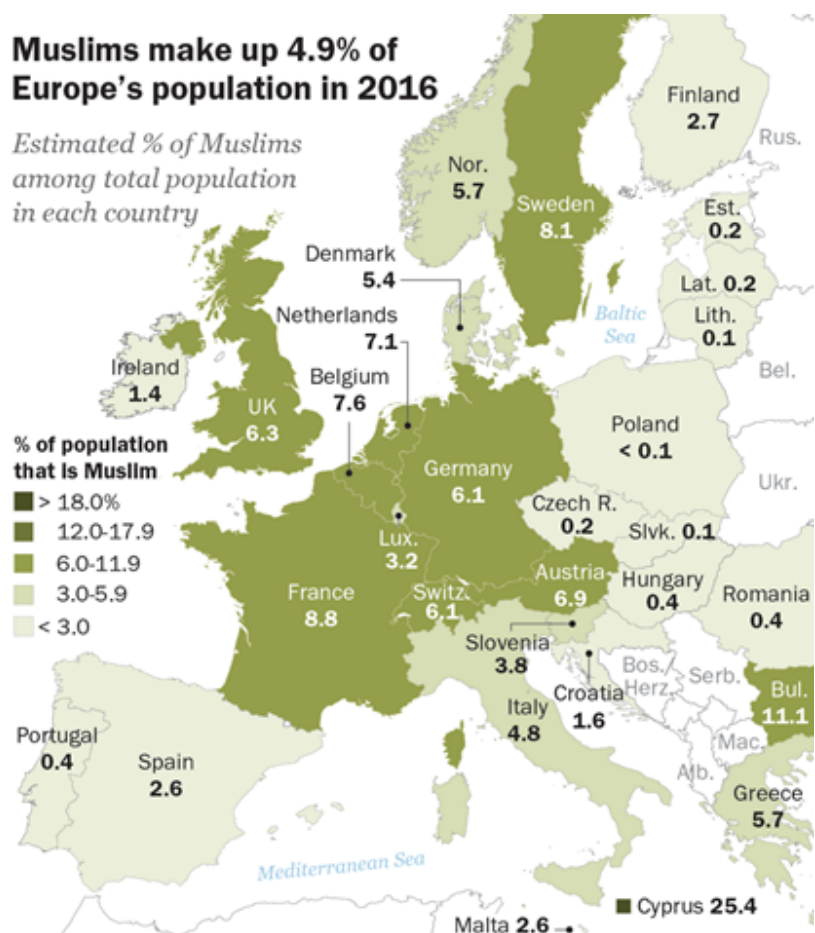 Muslims make up 4.9% of
Europe's population in 2016
Estimated % of Muslims
among total population
in each country
Finland
2.7
Rus.
Nor.
5.7
Sweden
8.1
Est.
0.2
Denmark
5.4
Lat. 0.2
Netherlands
7.1
Baltic
Sea
Lith.
0.1
Ireland
1.4
Belgium
7.6
Bel.
UK
6.3
Poland
< 0.1
% of population
that is Muslim
> 18.0%
12.0-17.9
6.0-11.9
3.0-5.9
< 3.0
Germany
6.1
Ukr.
Czech R.
0.2
Slvk. 0.1
Lux.
3.2
France
8.8
Switz.
6.1
Austria
6.9
Hungary
0.4
Romania
0.4
Slovenia
3.8
Croatia
1.6
Bos./
Herz.
Serb.
Bul.
11.1
Italy
4.8
Portugal
0.4
Spain
2.6
Mac.
Alb.
Greece
5.7
Mediterranean Sea
Cyprus 25.4
Malta 2.6